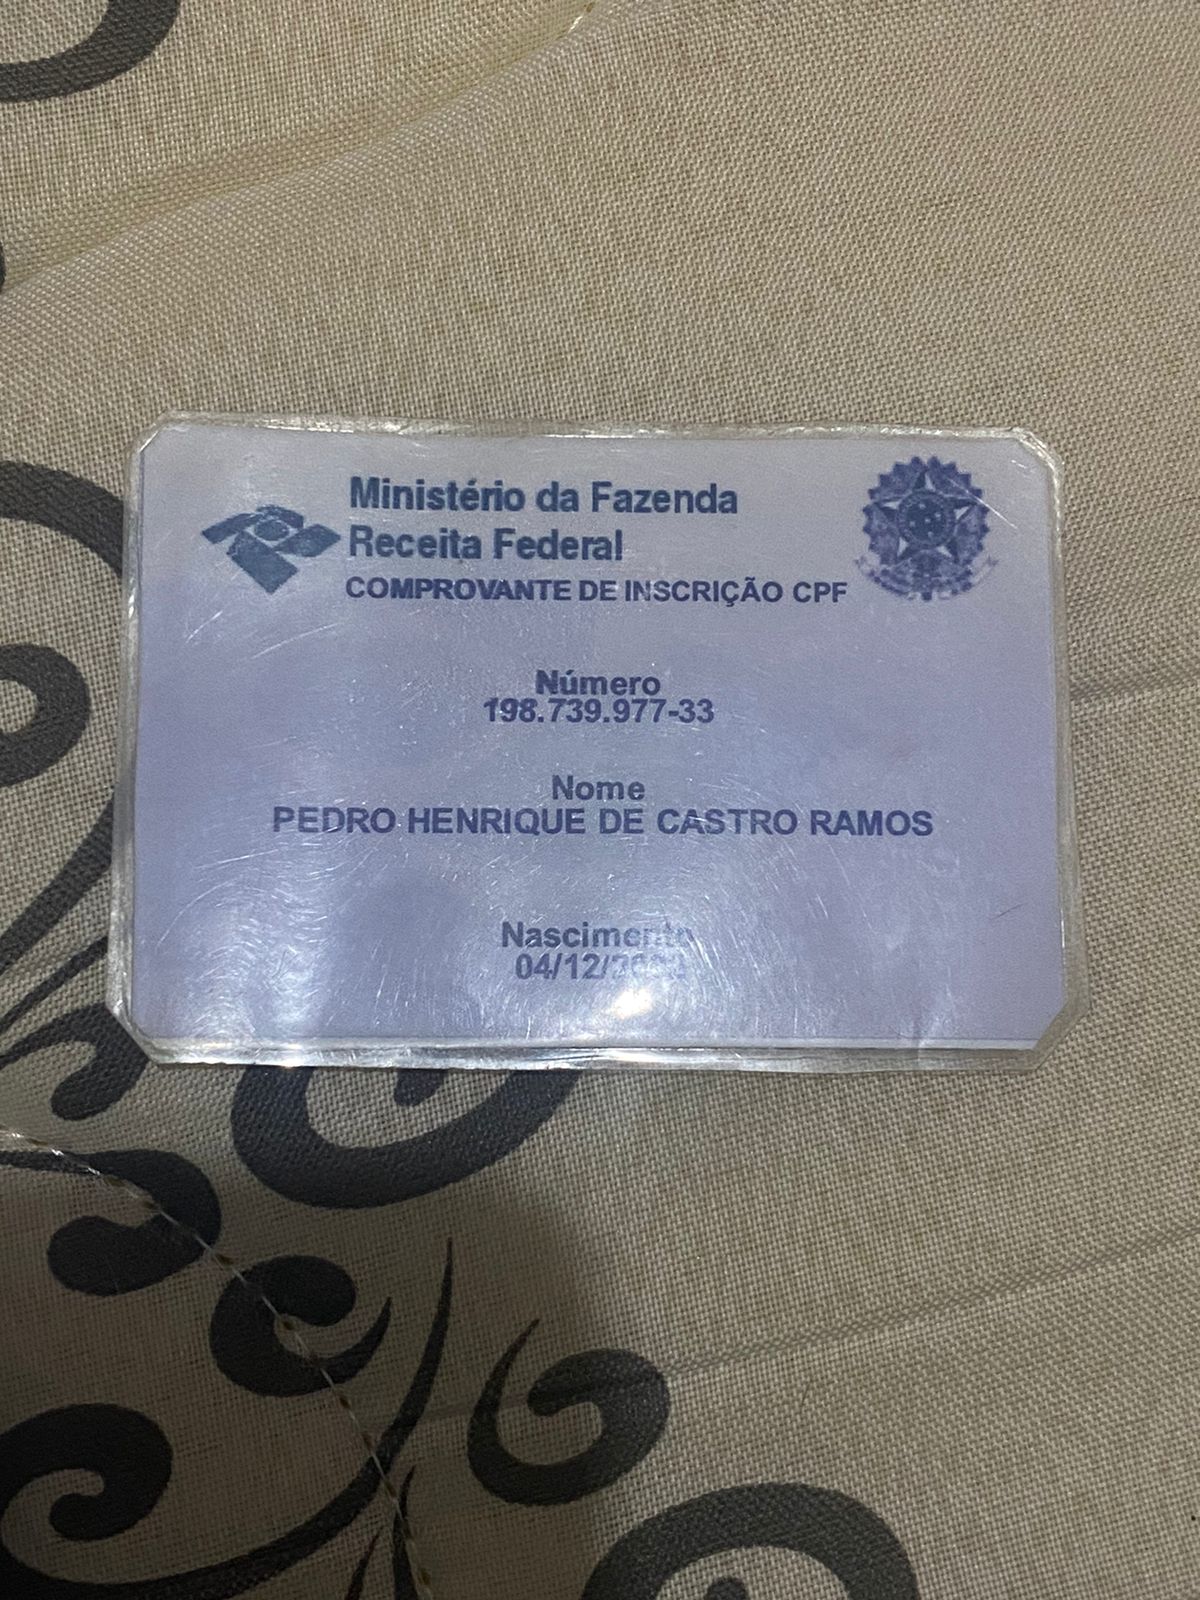 Ministério da Fazenda
Receita Federal
COMPROVANTE DE INSCRIÇÃO CPF
Número
198.739.977-33
Nome
PEDRO HENRIQUE DE CASTRO RAMOS
Nascimento
04/12/